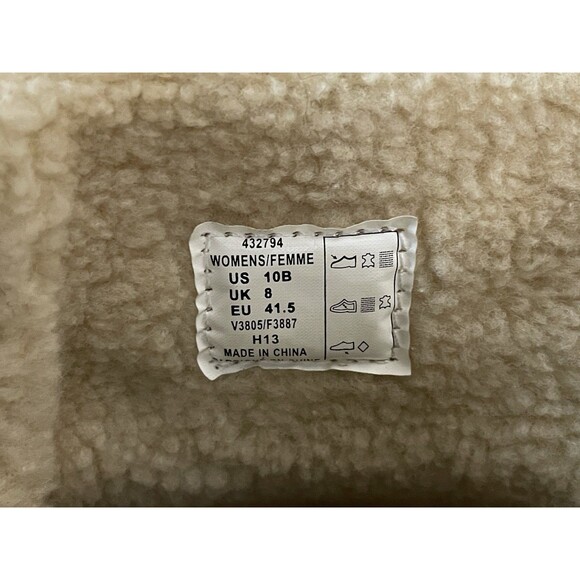 432794
WOMENS/FEMME
US 10B
UK 8
EU 41.5
V3805/F3887
H13
MADE IN CHINA